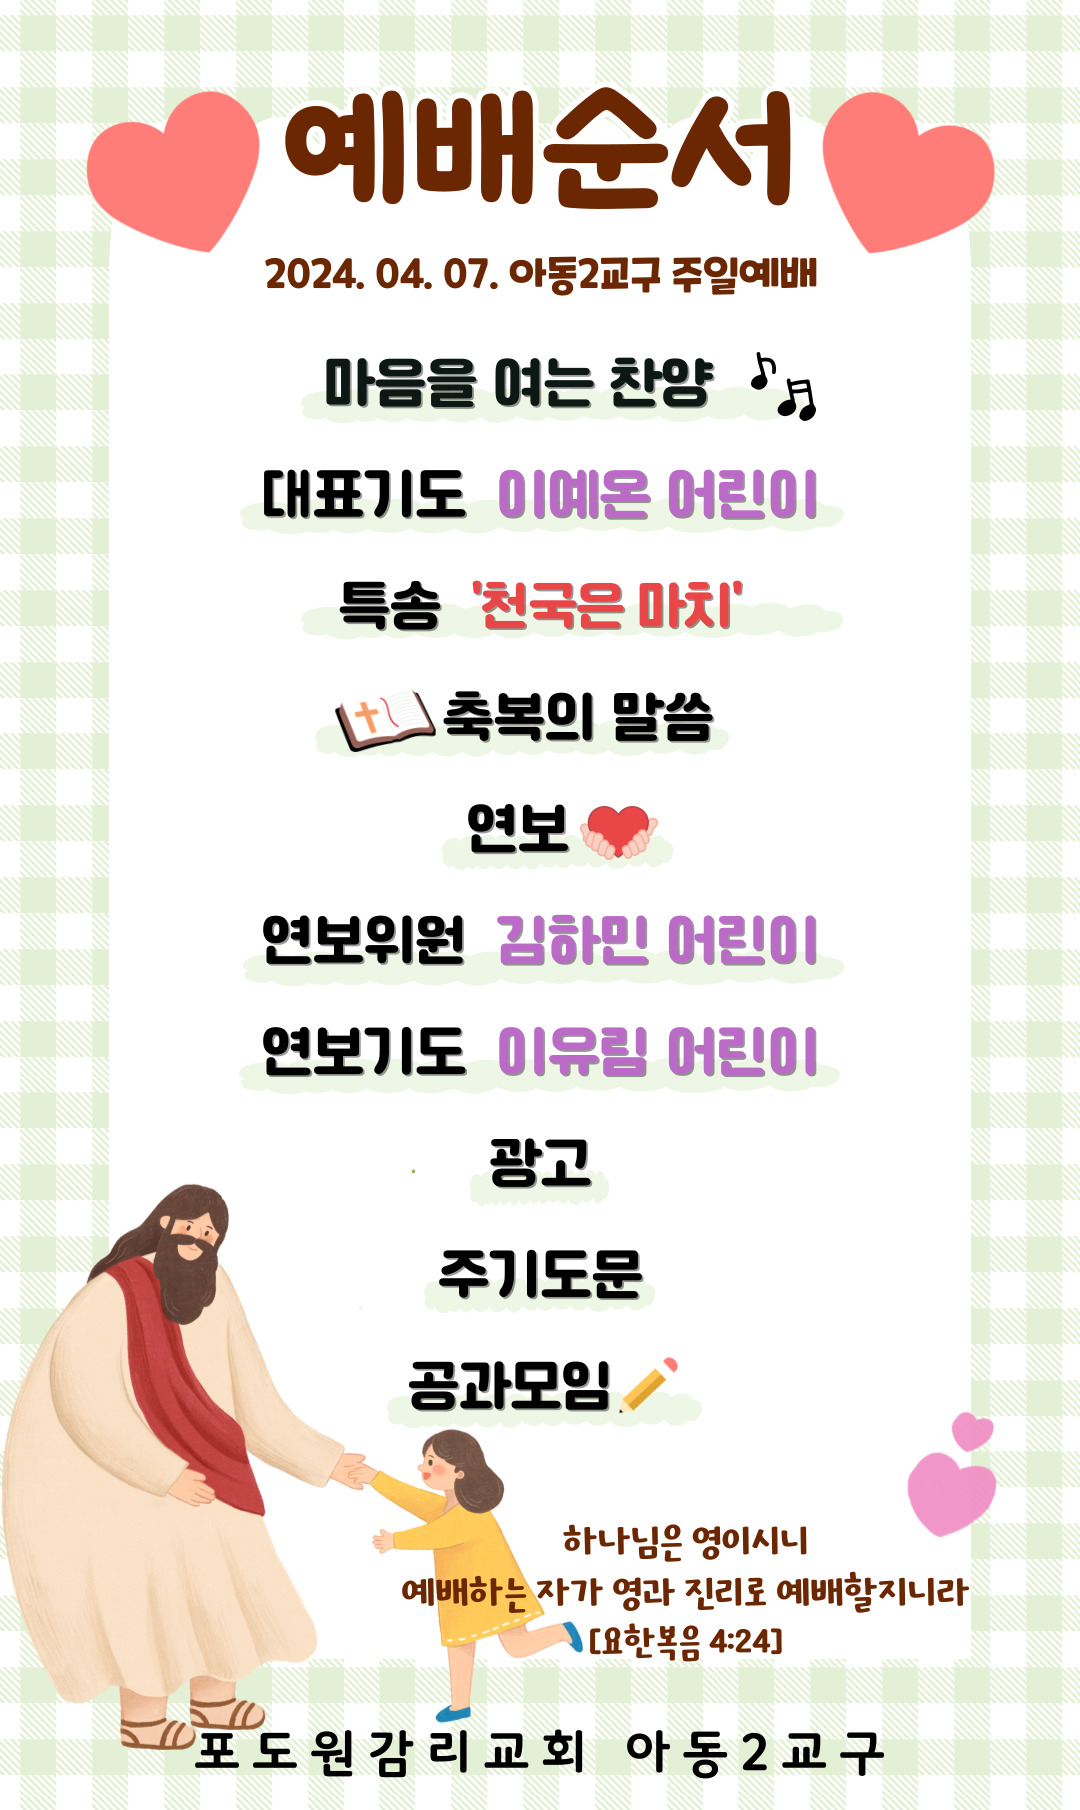 예배순서
2024. 04. 07. 아동2교구 주일예배
마음을 여는 찬양
대표기도 이예온 어린이
특송 '천국은 마치'
축복의 말씀
연보
연보위원 김하민 어린이
연보기도 이유림 어린이
광고
주기도문
공과모임
하나님은 영이시니
예배하는 자가 영과 진리로 예배할지니라
[요한복음 4:24]
포도원감리교회 아동2교구